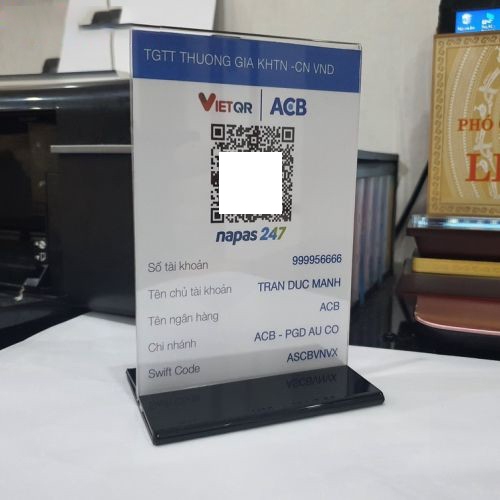 TGTT THUONG GIA KHTN -CN VND
VIETQR | ACB
napas 247
Số tài khoản 999956666
Tên chủ tài khoản TRAN DUC MANH
Tên ngân hàng ACB
Chi nhánh ACB - PGD AU CO
Swift Code ASCBVNVX
PHÓ